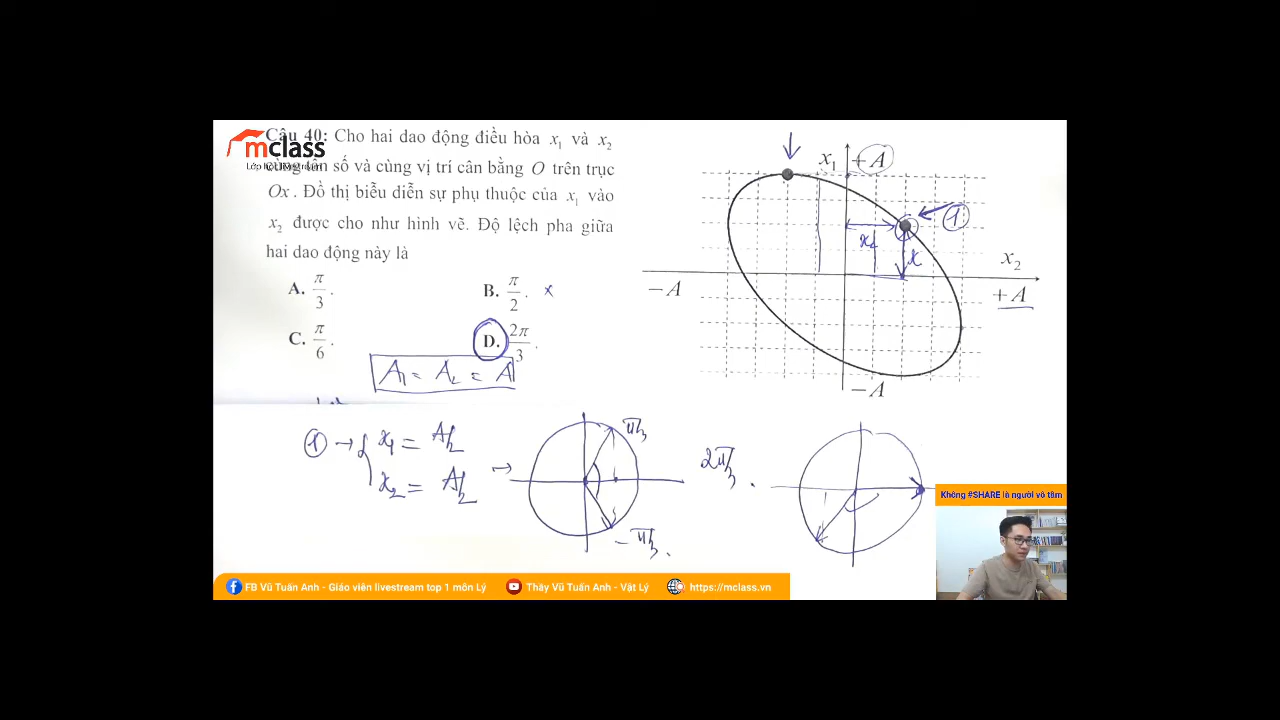 Câu 40: Cho hai dao động điều hòa x₁ và x₂
cùng tần số và cùng vị trí cân bằng O trên trục
Ox. Đồ thị biểu diễn sự phụ thuộc của x₁ vào
x₂ được cho như hình vẽ. Độ lệch pha giữa
hai dao động này là
A. π/3.
B. π/2. x
C. π/6.
D. 2π/3.
A₁ = A₂ = A
mclass
x₁
+A
1
x₂
x
x₂
−A
+A
−A
1 → { x₁ = A/2
x₂ = A/2
→
π/3
−π/3.
2π/3.
Không #SHARE là người vô tâm
FB Vũ Tuấn Anh - Giáo viên livestream top 1 môn Lý
Thầy Vũ Tuấn Anh - Vật Lý
https://mclass.vn